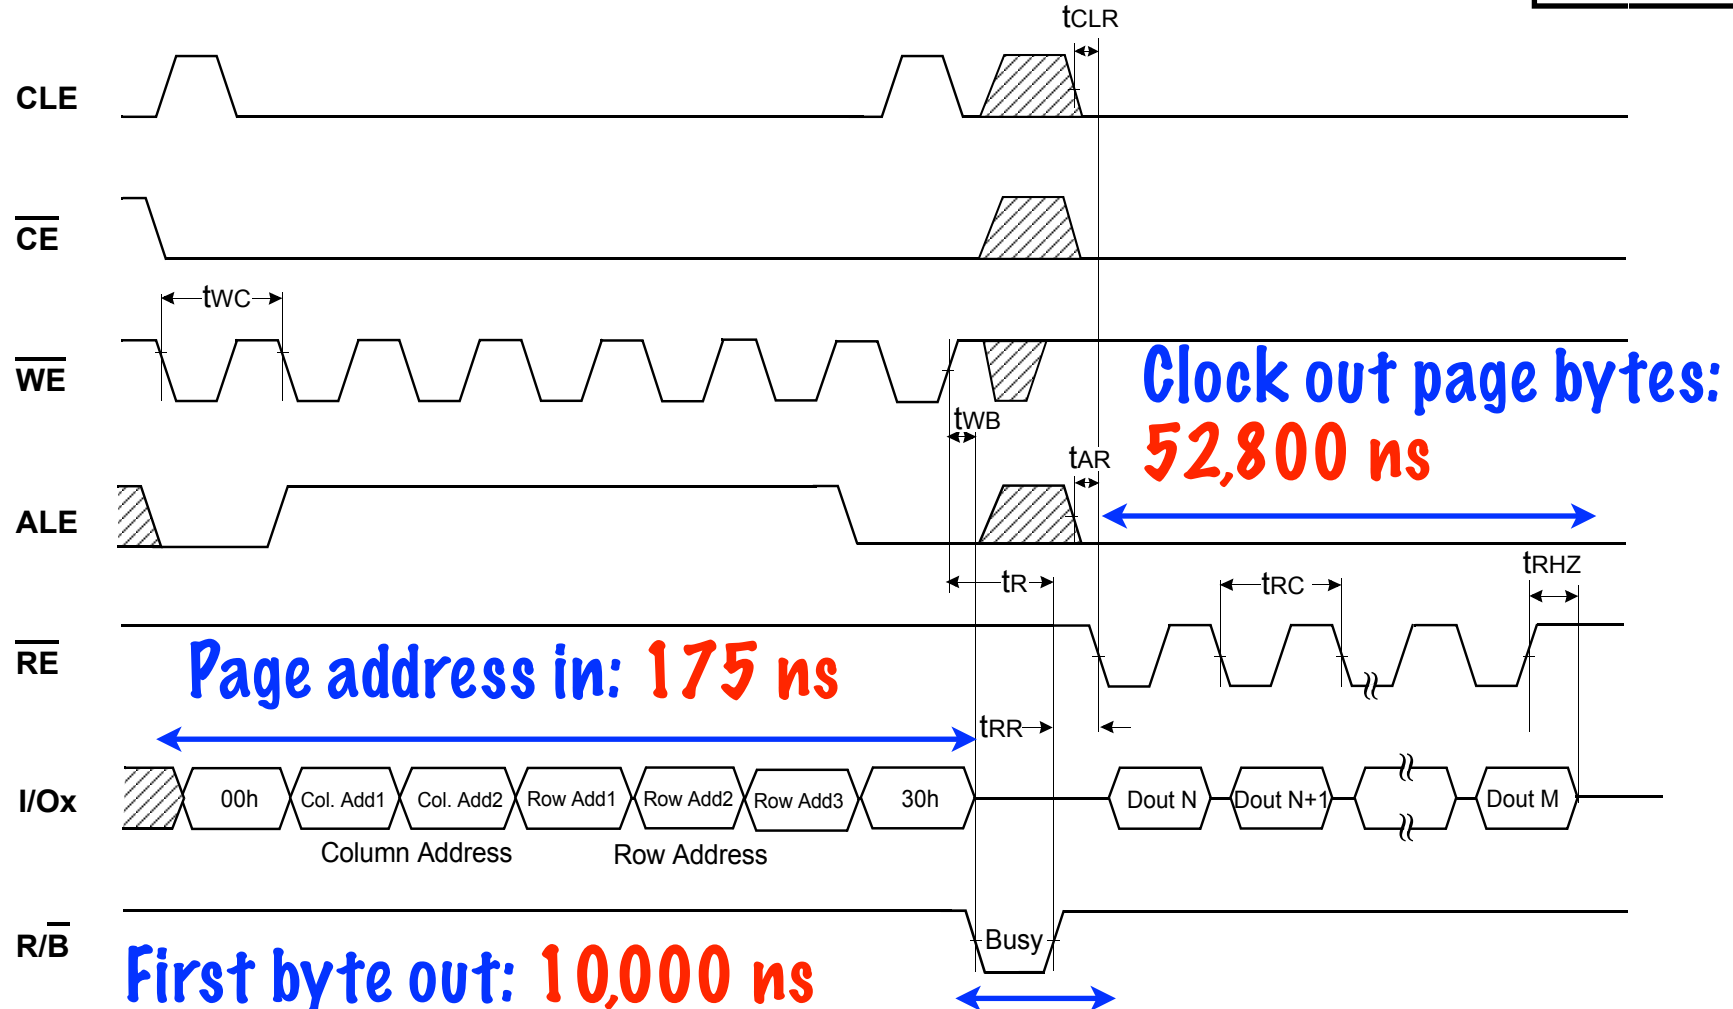 tCLR
CLE
CE
tWC
WE
Clock out page bytes:
52,800 ns
tWB
tAR
ALE
tR
tRC
tRHZ
RE
Page address in: 175 ns
tRR
I/Ox
00h Col. Add1 Col. Add2 Row Add1 Row Add2 Row Add3 30h Dout N Dout N+1 Dout M
Column Address Row Address
R/B
Busy
First byte out: 10,000 ns